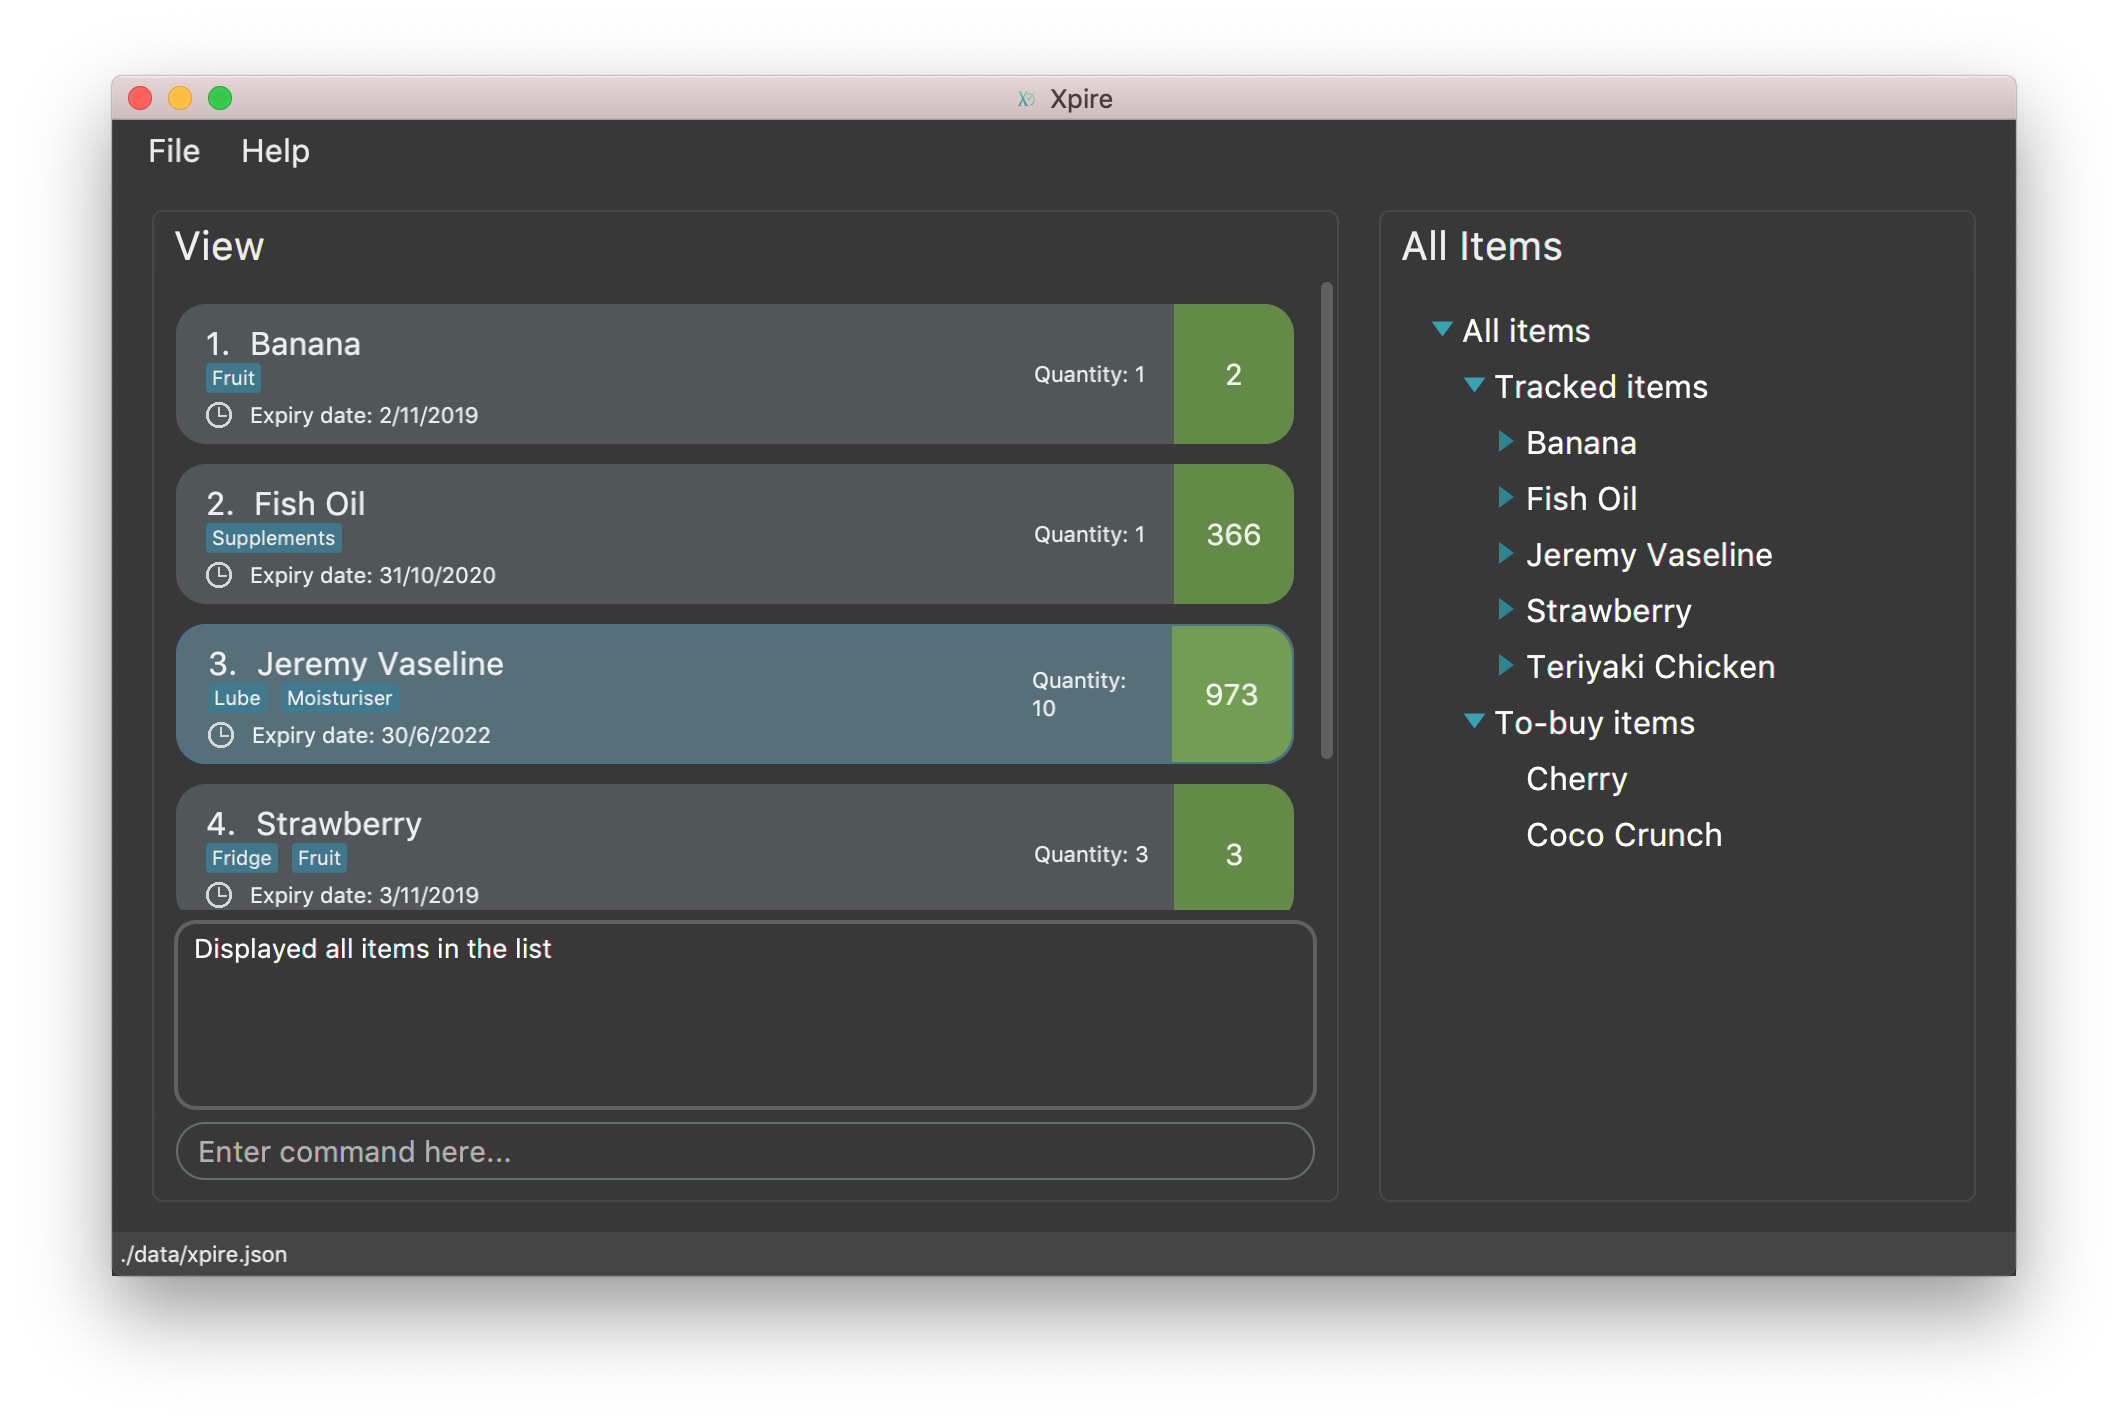 Xpire
File Help
View
1. Banana
Fruit
Expiry date: 2/11/2019
Quantity: 1
2
2. Fish Oil
Supplements
Expiry date: 31/10/2020
Quantity: 1
366
3. Jeremy Vaseline
Lube Moisturiser
Expiry date: 30/6/2022
Quantity:
10
973
4. Strawberry
Fridge Fruit
Expiry date: 3/11/2019
Quantity: 3
3
Displayed all items in the list
Enter command here...
All Items
All items
Tracked items
Banana
Fish Oil
Jeremy Vaseline
Strawberry
Teriyaki Chicken
To-buy items
Cherry
Coco Crunch
./data/xpire.json